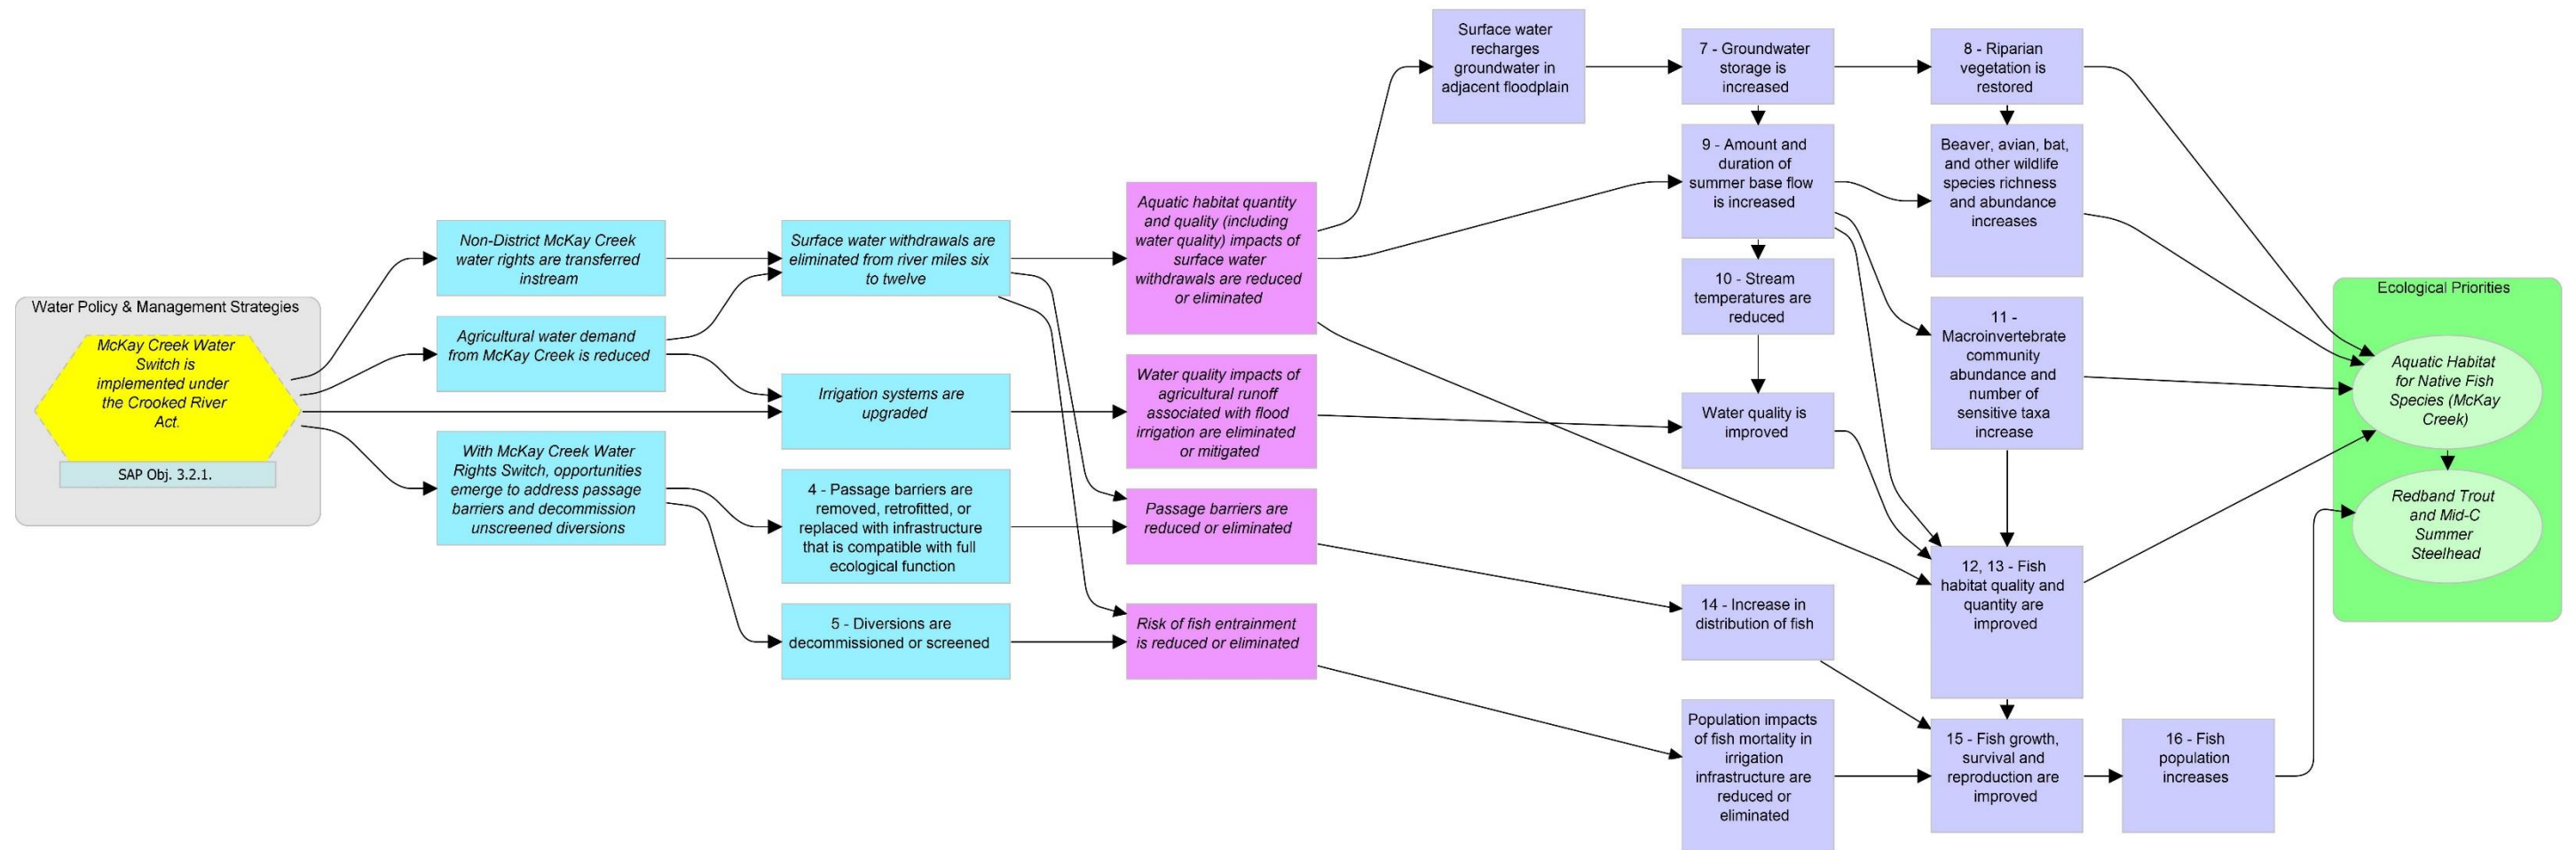 Water Policy & Management Strategies
McKay Creek Water
Switch is
implemented under
the Crooked River
Act.
SAP Obj. 3.2.1.
Non-District McKay Creek
water rights are transferred
instream
Agricultural water demand
from McKay Creek is reduced
With McKay Creek Water
Rights Switch, opportunities
emerge to address passage
barriers and decommission
unscreened diversions
Surface water withdrawals are
eliminated from river miles six
to twelve
Irrigation systems are
upgraded
4 - Passage barriers are
removed, retrofitted, or
replaced with infrastructure
that is compatible with full
ecological function
5 - Diversions are
decommissioned or screened
Aquatic habitat quantity
and quality (including
water quality) impacts of
surface water
withdrawals are reduced
or eliminated
Water quality impacts of
agricultural runoff
associated with flood
irrigation are eliminated
or mitigated
Passage barriers are
reduced or eliminated
Risk of fish entrainment
is reduced or eliminated
Surface water
recharges
groundwater in
adjacent floodplain
7 - Groundwater
storage is
increased
9 - Amount and
duration of
summer base flow
is increased
10 - Stream
temperatures are
reduced
Water quality is
improved
14 - Increase in
distribution of fish
Population impacts
of fish mortality in
irrigation
infrastructure are
reduced or
eliminated
8 - Riparian
vegetation is
restored
Beaver, avian, bat,
and other wildlife
species richness
and abundance
increases
11 -
Macroinvertebrate
community
abundance and
number of
sensitive taxa
increase
12, 13 - Fish
habitat quality and
quantity are
improved
15 - Fish growth,
survival and
reproduction are
improved
16 - Fish
population
increases
Ecological Priorities
Aquatic Habitat
for Native Fish
Species (McKay
Creek)
Redband Trout
and Mid-C
Summer
Steelhead